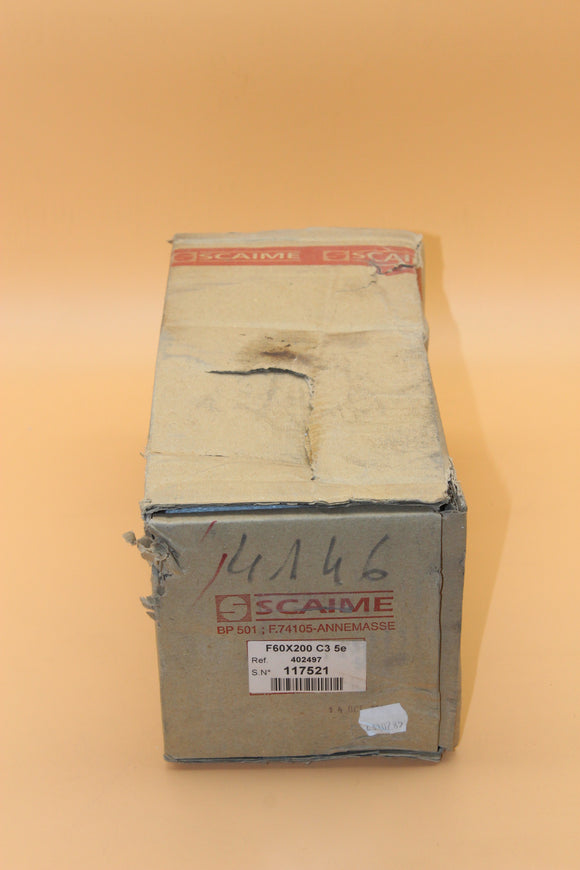 SCAIME SCAI
4146
SCAIME
BP 501 ; F.74105-ANNEMASSE
F60X200 C3 5e
Ref. 402497
S.N° 117521